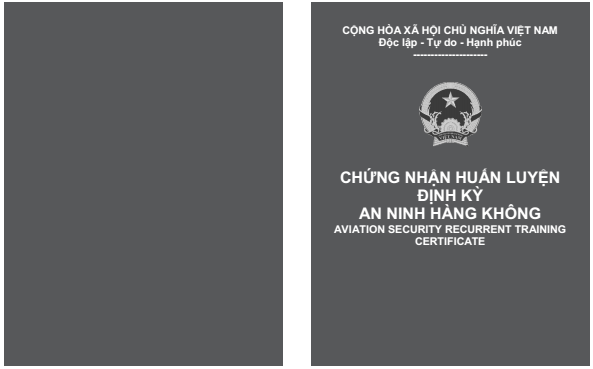 CỘNG HÒA XÃ HỘI CHỦ NGHĨA VIỆT NAM
Độc lập - Tự do - Hạnh phúc
---------------------
CHỨNG NHẬN HUẤN LUYỆN
ĐỊNH KỲ
AN NINH HÀNG KHÔNG
AVIATION SECURITY RECURRENT TRAINING
CERTIFICATE